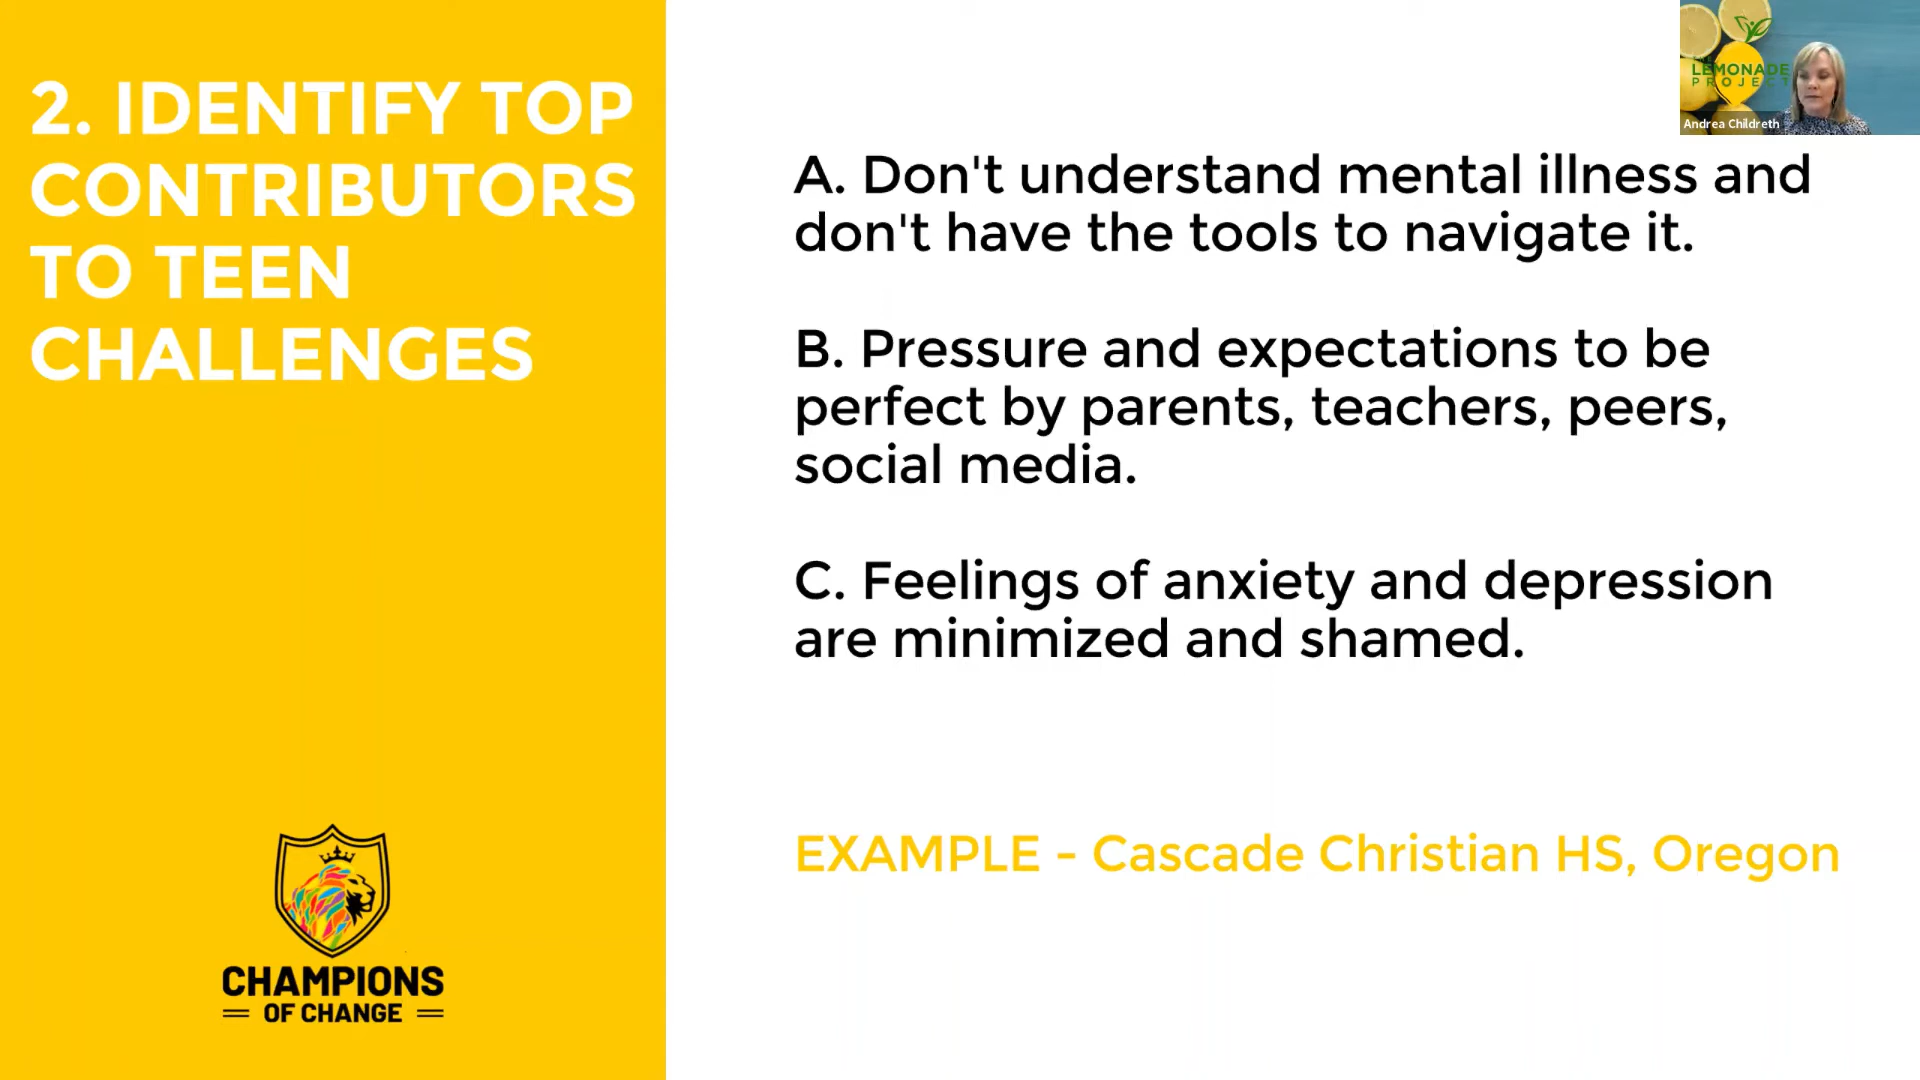 2. IDENTIFY TOP
CONTRIBUTORS
TO TEEN
CHALLENGES
CHAMPIONS
OF CHANGE
A. Don't understand mental illness and
don't have the tools to navigate it.
B. Pressure and expectations to be
perfect by parents, teachers, peers,
social media.
C. Feelings of anxiety and depression
are minimized and shamed.
EXAMPLE - Cascade Christian HS, Oregon
LEMONADE
PROJECT
Andrea Childreth